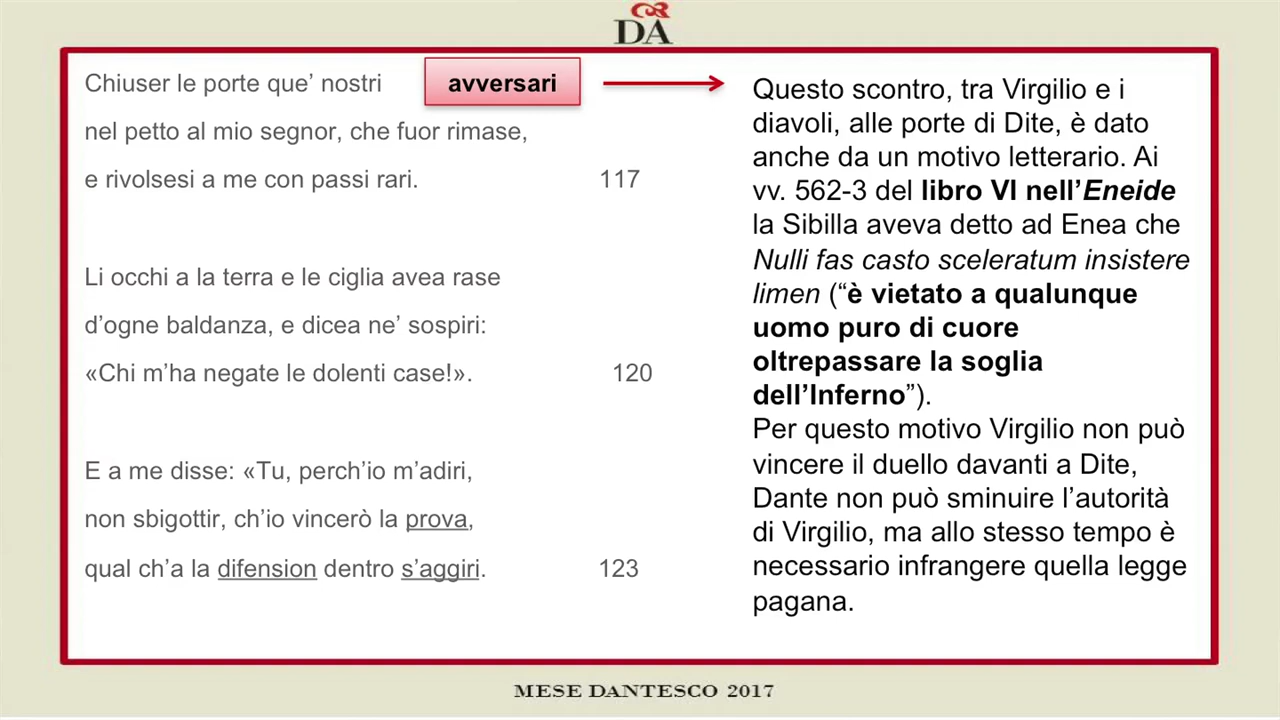 DA
Chiuser le porte que’ nostri avversari
nel petto al mio segnor, che fuor rimase,
e rivolsesi a me con passi rari. 117
Li occhi a la terra e le ciglia avea rase
d’ogne baldanza, e dicea ne’ sospiri:
«Chi m’ha negate le dolenti case!». 120
E a me disse: «Tu, perch’io m’adiri,
non sbigottir, ch’io vincerò la prova,
qual ch’a la difension dentro s’aggiri. 123
Questo scontro, tra Virgilio e i
diavoli, alle porte di Dite, è dato
anche da un motivo letterario. Ai
vv. 562-3 del libro VI nell’Eneide
la Sibilla aveva detto ad Enea che
Nulli fas casto sceleratum insistere
limen (“è vietato a qualunque
uomo puro di cuore
oltrepassare la soglia
dell’Inferno”).
Per questo motivo Virgilio non può
vincere il duello davanti a Dite,
Dante non può sminuire l’autorità
di Virgilio, ma allo stesso tempo è
necessario infrangere quella legge
pagana.
MESE DANTESCO 2017